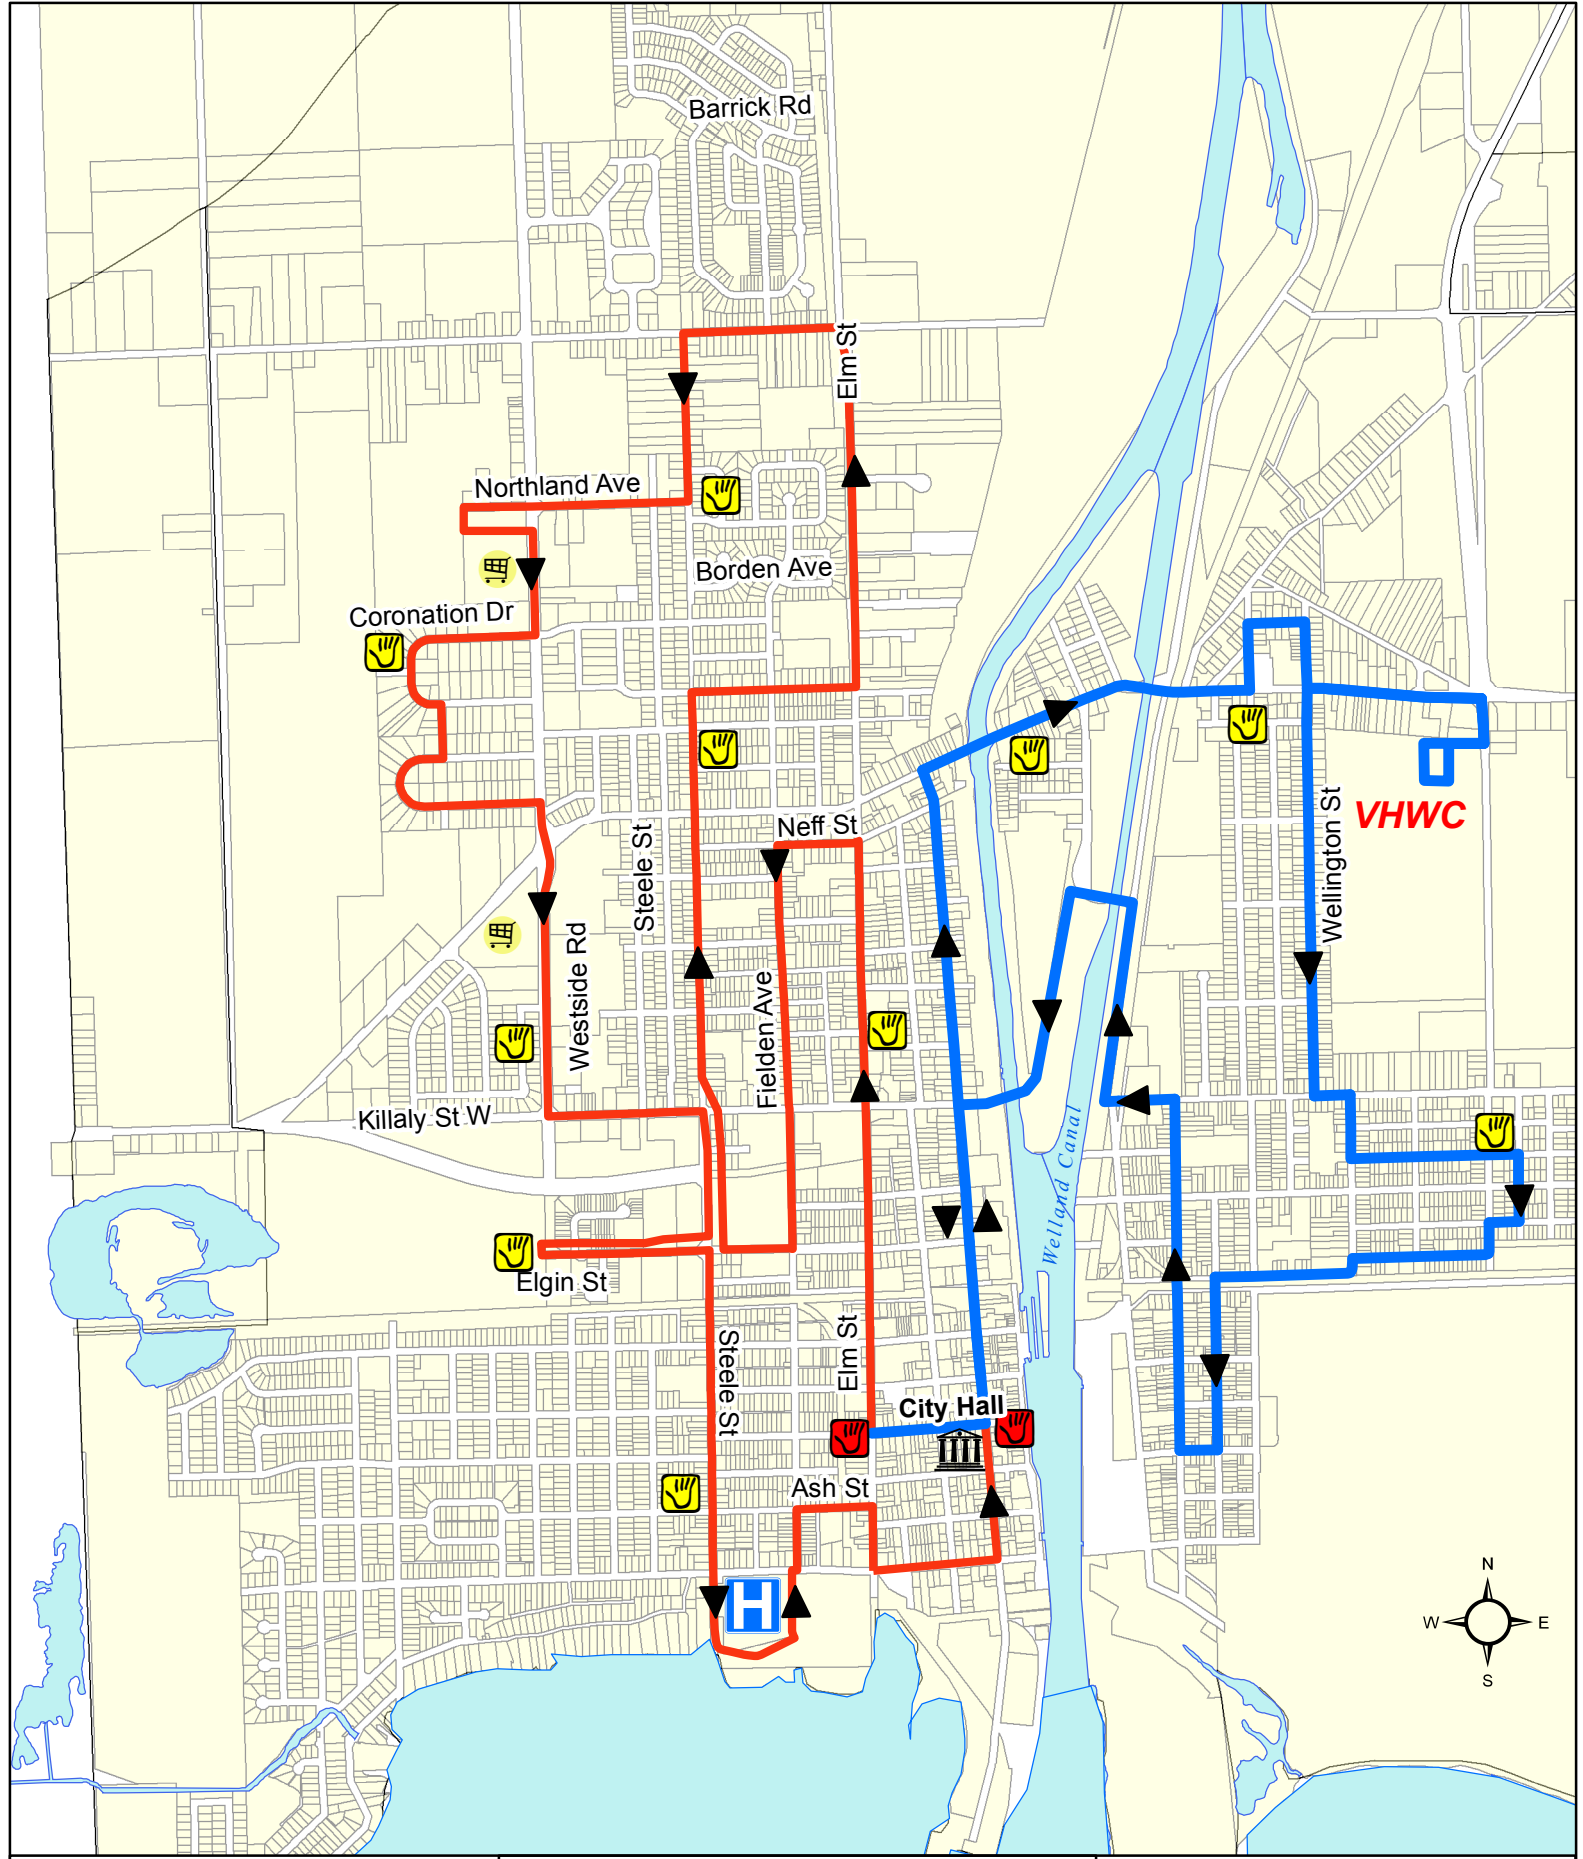 Barrick Rd
Elm St
Northland Ave
Borden Ave
Coronation Dr
Neff St
VHWC
Wellington St
Steele St
Westside Rd
Fielden Ave
Killaly St W
Welland Canal
Elgin St
Steele St
Elm St
City Hall
Ash St
H
N
W
E
S